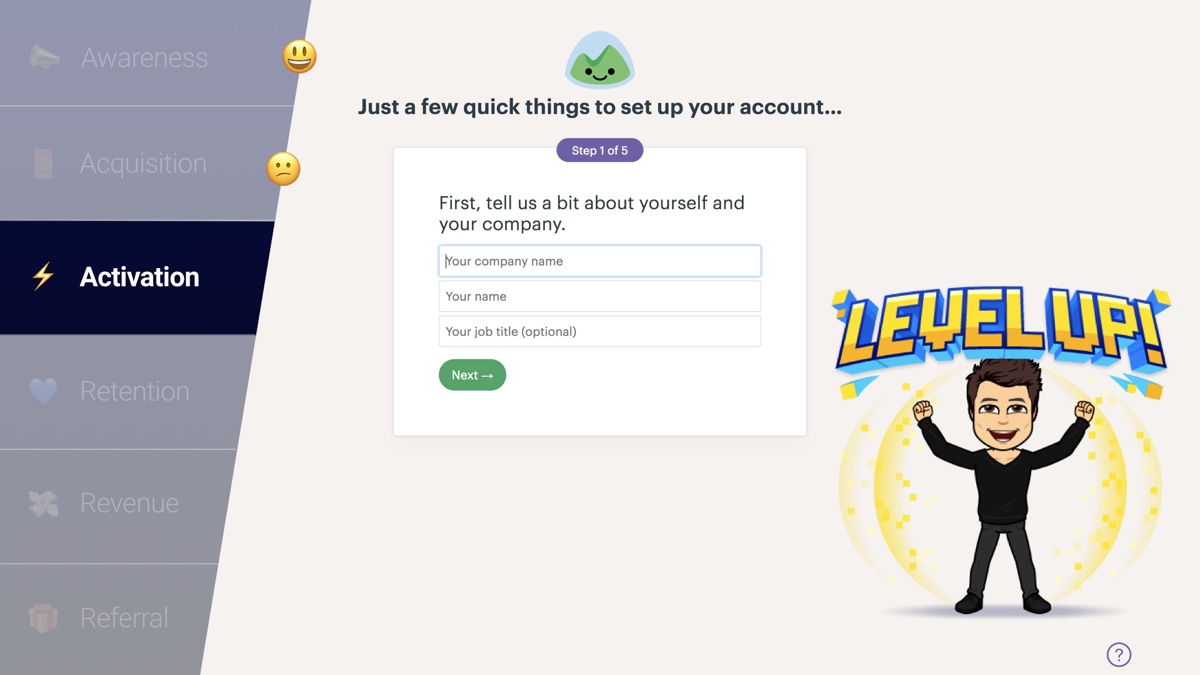 Awareness
Acquisition
Activation
Retention
Revenue
Referral
Just a few quick things to set up your account...
Step 1 of 5
First, tell us a bit about yourself and
your company.
Your company name
Your name
Your job title (optional)
Next →
LEVEL UP!
?